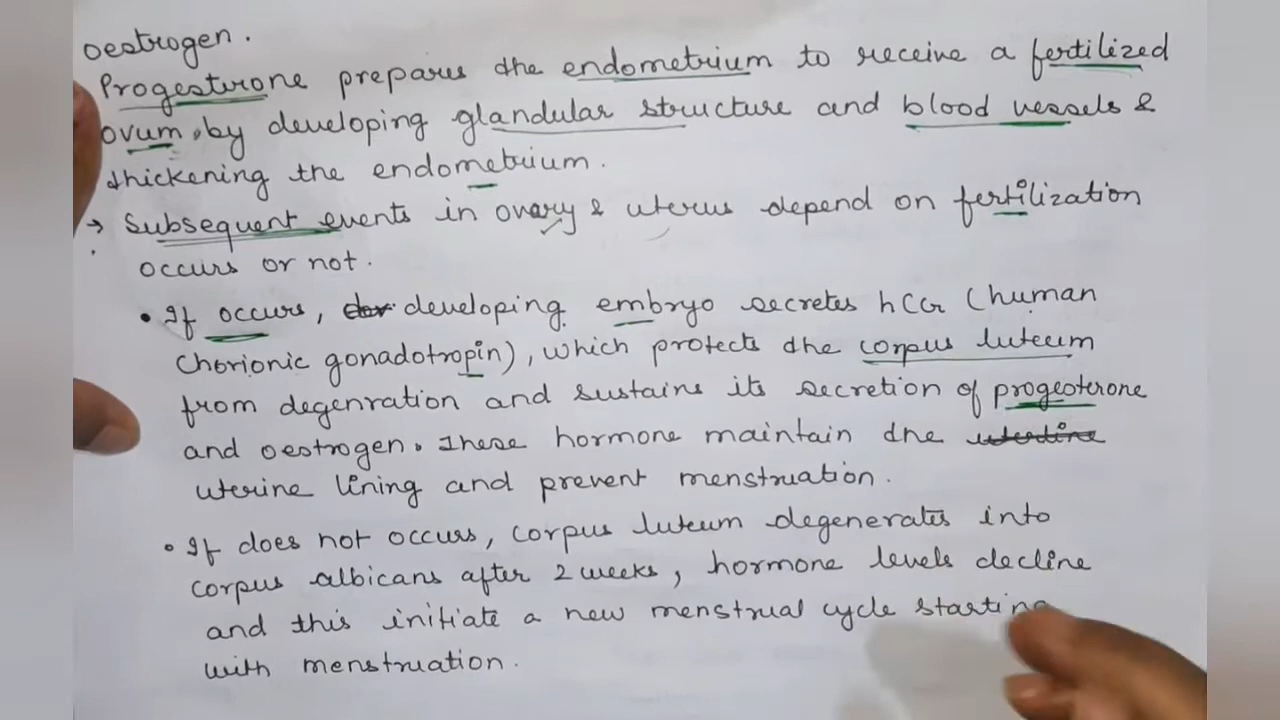 oestrogen.
Progesterone prepares the endometrium to receive a fertilized
ovum, by developing glandular structure and blood vessels &
thickening the endometrium.
→ Subsequent events in ovary & uterus depend on fertilization
occurs or not.
• If occurs, developing embryo secretes hCG (human
chorionic gonadotropin), which protects the corpus luteum
from degenration and sustains its secretion of progesterone
and oestrogen. These hormone maintain the uterine
uterine lining and prevent menstruation.
• If does not occurs, corpus luteum degenerates into
corpus albicans after 2 weeks, hormone levels decline
and this initiate a new menstrual cycle starting
with menstruation.